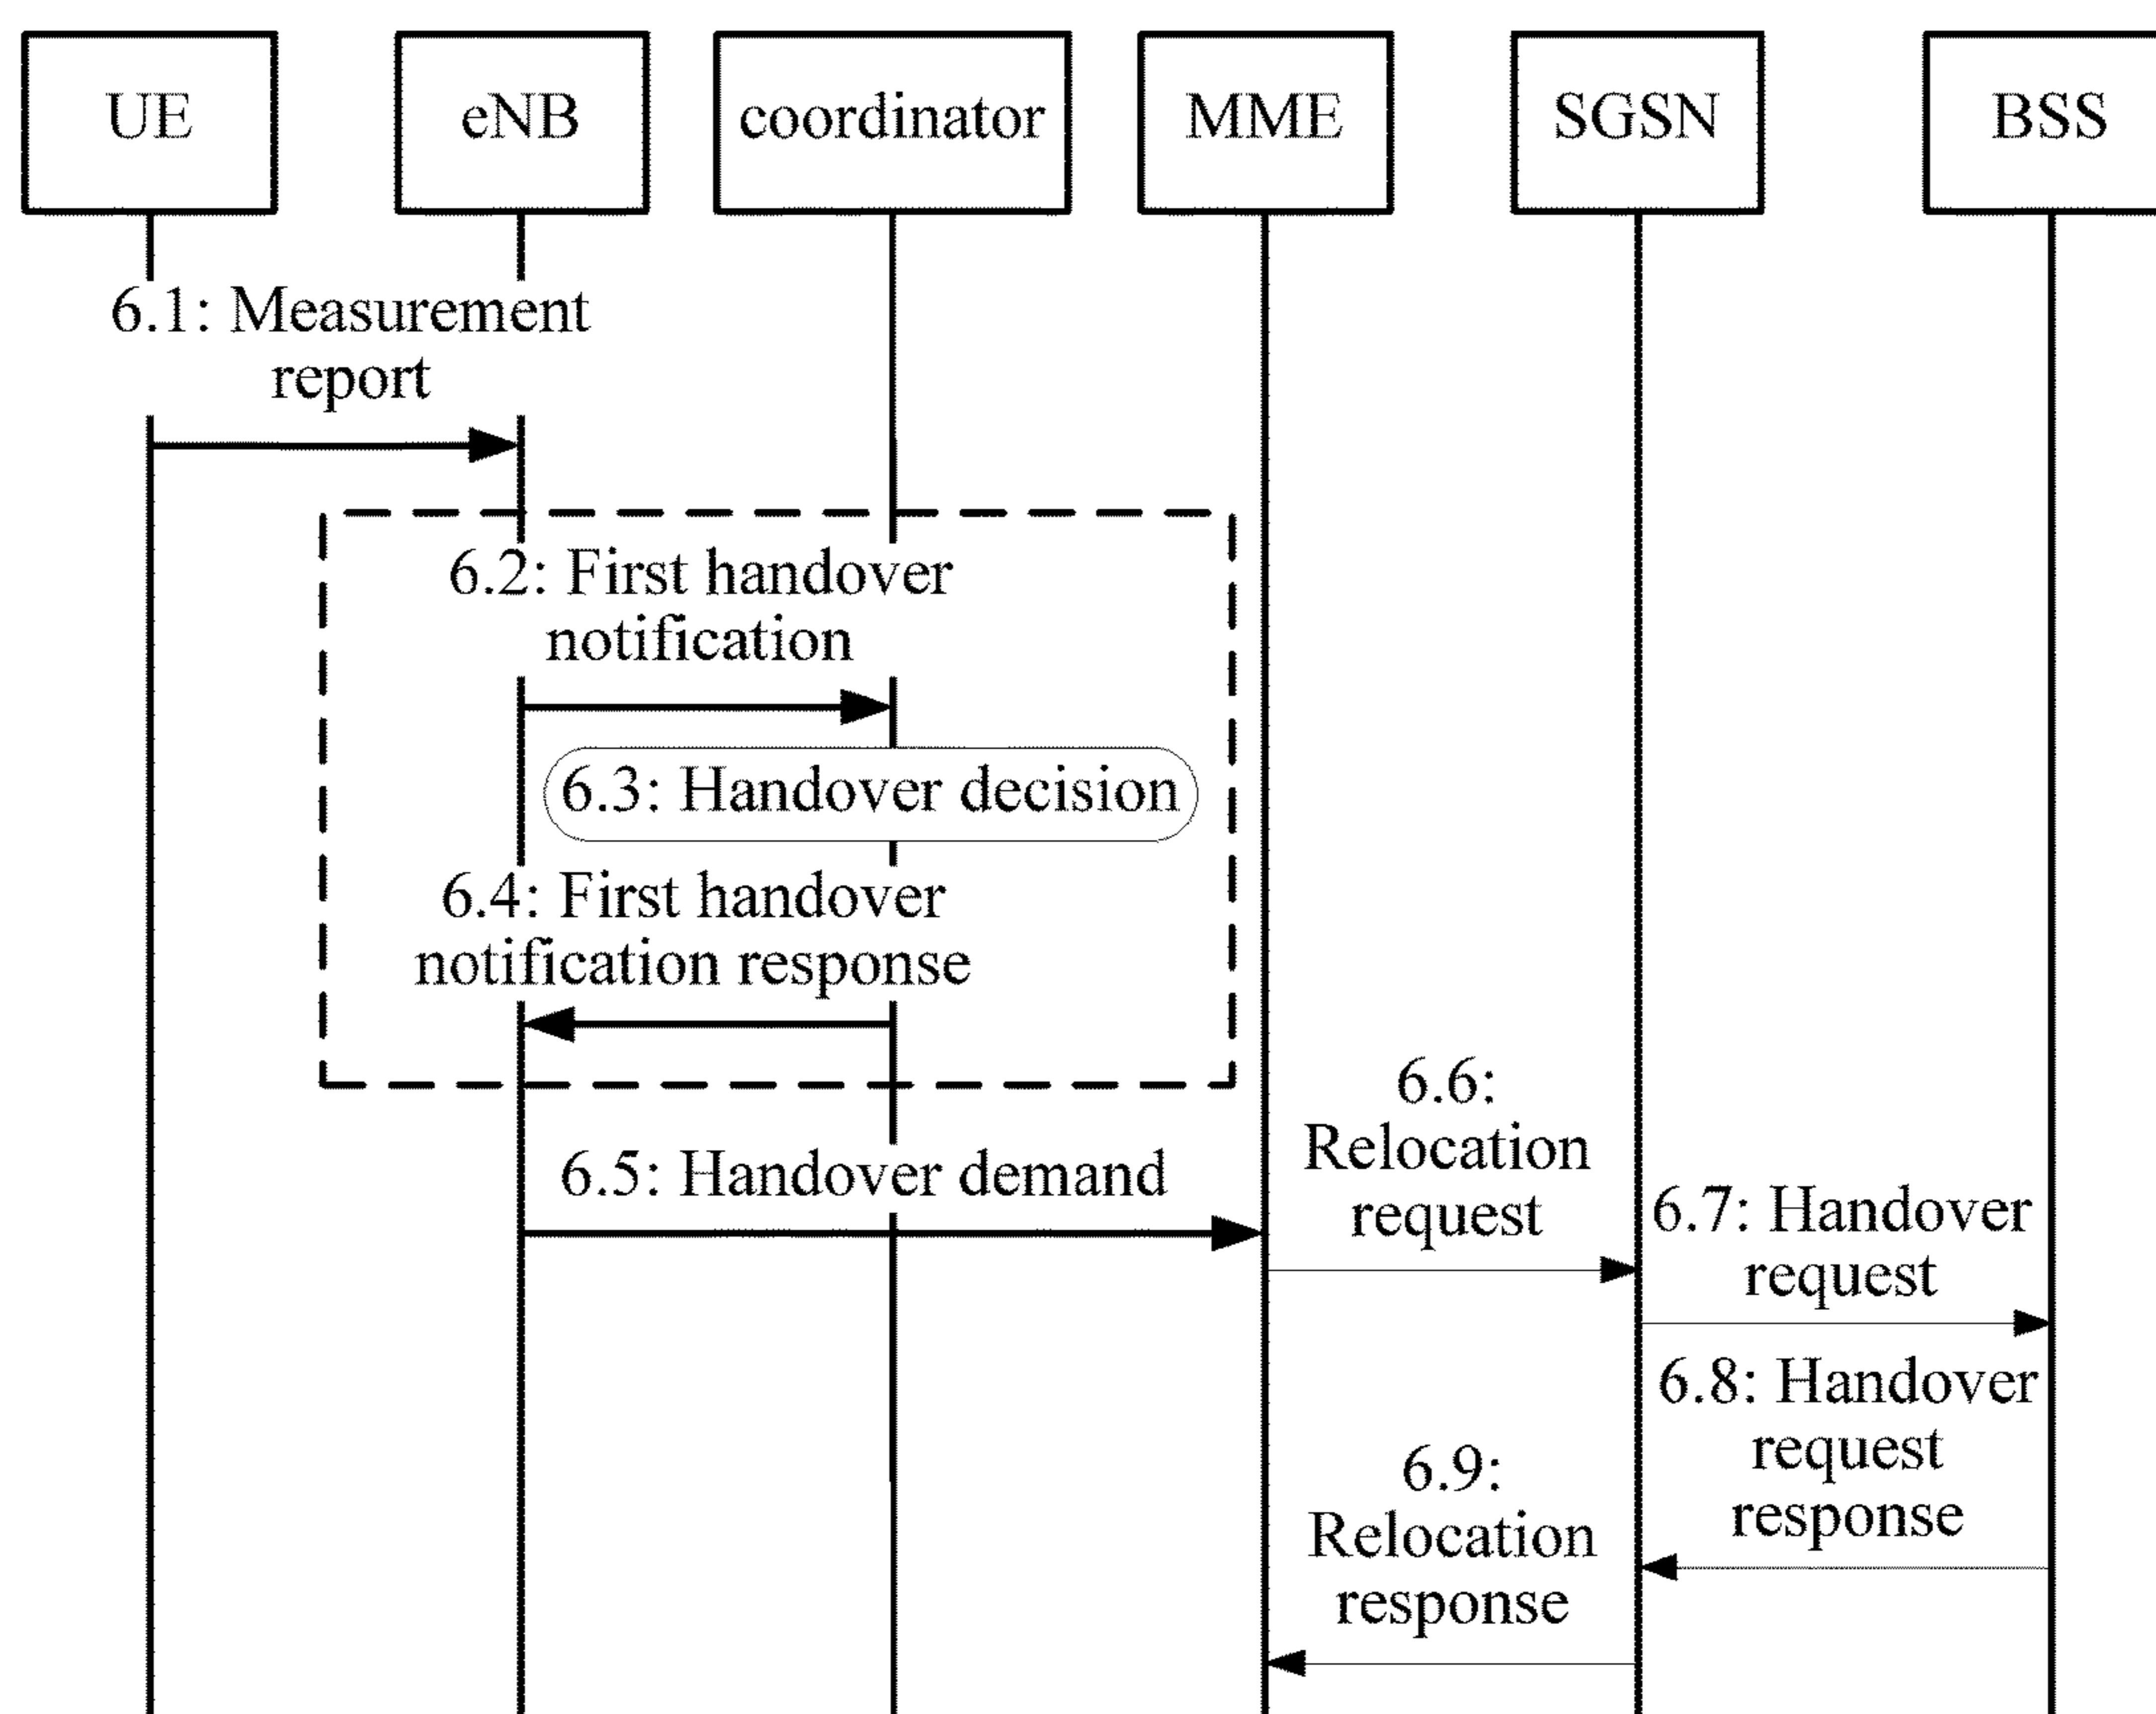 UE
eNB
coordinator
MME
SGSN
BSS
6.1: Measurement
report
6.2: First handover
notification
6.3: Handover decision
6.4: First handover
notification response
6.5: Handover demand
6.6:
Relocation
request
6.7: Handover
request
6.8: Handover
request
response
6.9:
Relocation
response